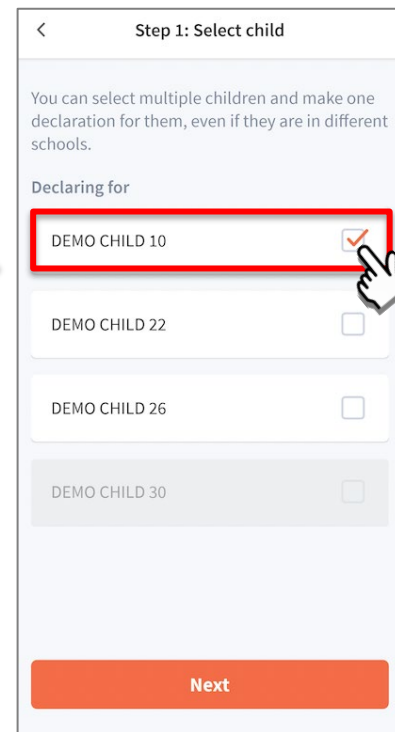 Step 1: Select child
You can select multiple children and make one
declaration for them, even if they are in different
schools.
Declaring for
DEMO CHILD 10
DEMO CHILD 22
DEMO CHILD 26
DEMO CHILD 30
Next